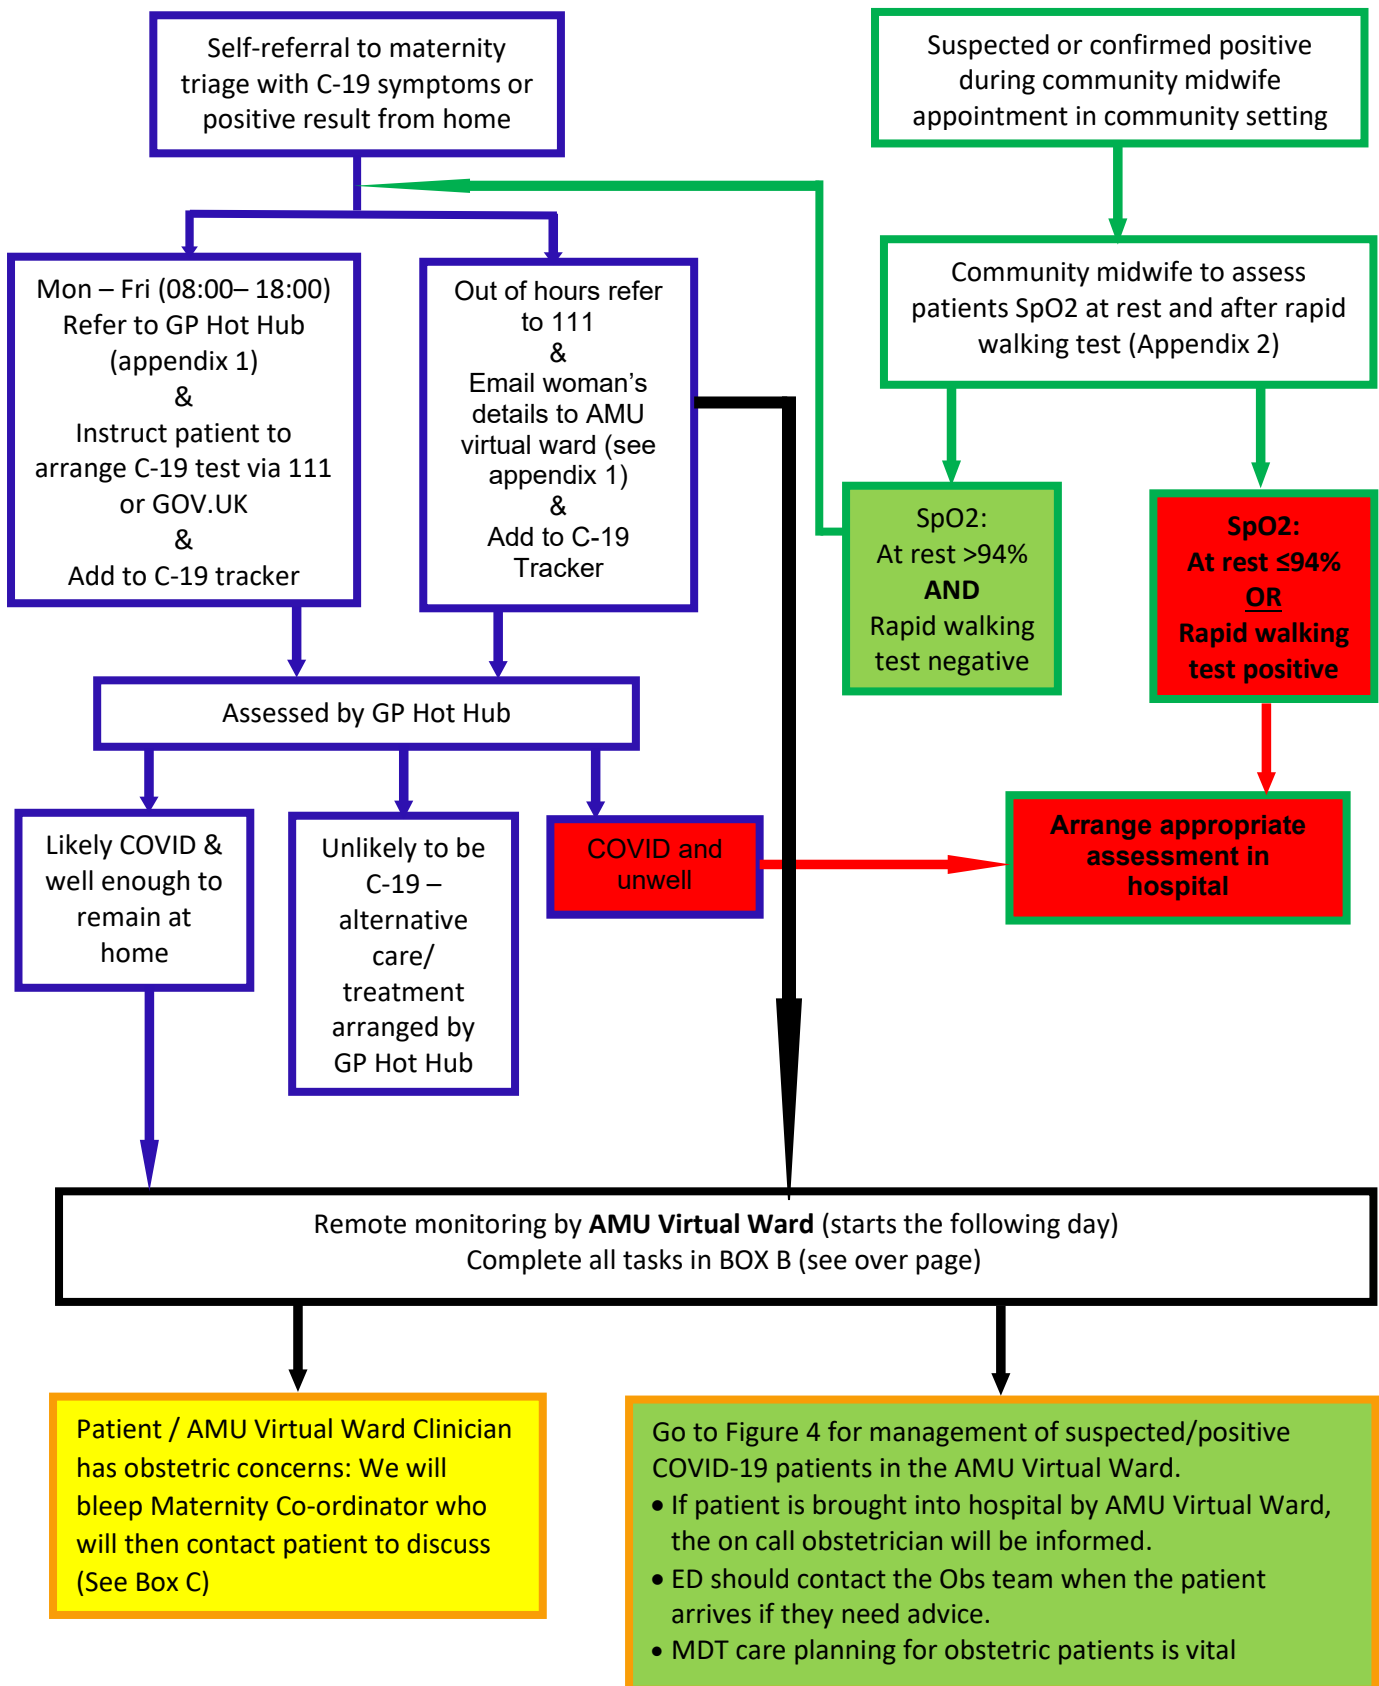 Self-referral to maternity
triage with C-19 symptoms or
positive result from home
Suspected or confirmed positive
during community midwife
appointment in community setting
Mon – Fri (08:00– 18:00)
Refer to GP Hot Hub
(appendix 1)
&
Instruct patient to
arrange C-19 test via 111
or GOV.UK
&
Add to C-19 tracker
Out of hours refer
to 111
&
Email woman's
details to AMU
virtual ward (see
appendix 1)
&
Add to C-19
Tracker
Community midwife to assess
patients SpO2 at rest and after rapid
walking test (Appendix 2)
SpO2:
At rest >94%
AND
Rapid walking
test negative
SpO2:
At rest ≤94%
OR
Rapid walking
test positive
Assessed by GP Hot Hub
Likely COVID &
well enough to
remain at
home
Unlikely to be
C-19 –
alternative
care/
treatment
arranged by
GP Hot Hub
COVID and
unwell
Arrange appropriate
assessment in
hospital
Remote monitoring by AMU Virtual Ward (starts the following day)
Complete all tasks in BOX B (see over page)
Patient / AMU Virtual Ward Clinician
has obstetric concerns: We will
bleep Maternity Co-ordinator who
will then contact patient to discuss
(See Box C)
Go to Figure 4 for management of suspected/positive
COVID-19 patients in the AMU Virtual Ward.
• If patient is brought into hospital by AMU Virtual Ward,
the on call obstetrician will be informed.
• ED should contact the Obs team when the patient
arrives if they need advice.
• MDT care planning for obstetric patients is vital